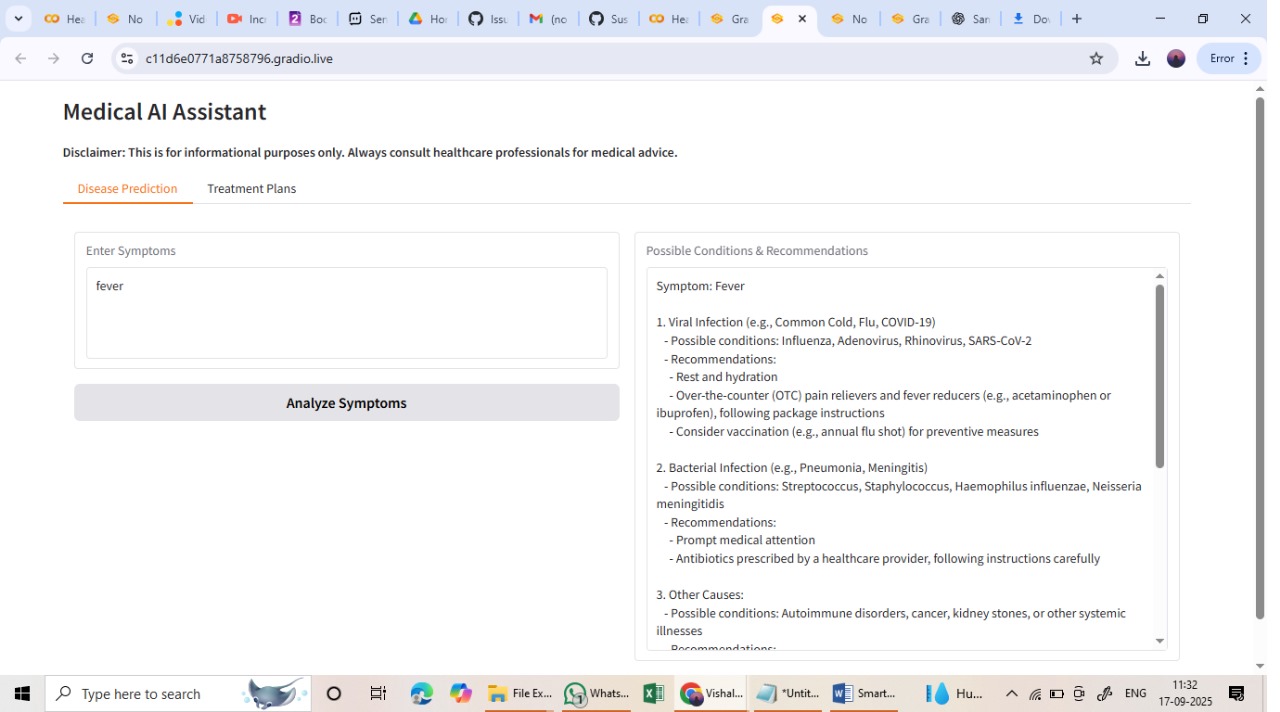 Hea
No
Vid
Inc
Boo
Ser
Hor
Issu
M (no
Sus
Hea
Gra
No
Gra
San
Dov
c11d6e0771a8758796.gradio.live
Error
Medical AI Assistant
Disclaimer: This is for informational purposes only. Always consult healthcare professionals for medical advice.
Disease Prediction
Treatment Plans
Enter Symptoms
fever
Analyze Symptoms
Possible Conditions & Recommendations
Symptom: Fever
1. Viral Infection (e.g., Common Cold, Flu, COVID-19)
- Possible conditions: Influenza, Adenovirus, Rhinovirus, SARS-CoV-2
- Recommendations:
- Rest and hydration
- Over-the-counter (OTC) pain relievers and fever reducers (e.g., acetaminophen or
ibuprofen), following package instructions
- Consider vaccination (e.g., annual flu shot) for preventive measures
2. Bacterial Infection (e.g., Pneumonia, Meningitis)
- Possible conditions: Streptococcus, Staphylococcus, Haemophilus influenzae, Neisseria
meningitidis
- Recommendations:
- Prompt medical attention
- Antibiotics prescribed by a healthcare provider, following instructions carefully
3. Other Causes:
- Possible conditions: Autoimmune disorders, cancer, kidney stones, or other systemic
illnesses
- Recommendations:
Type here to search
File Ex...
Whats...
Vishal...
*Untit...
Smart...
Hu...
ENG
11:32
17-09-2025